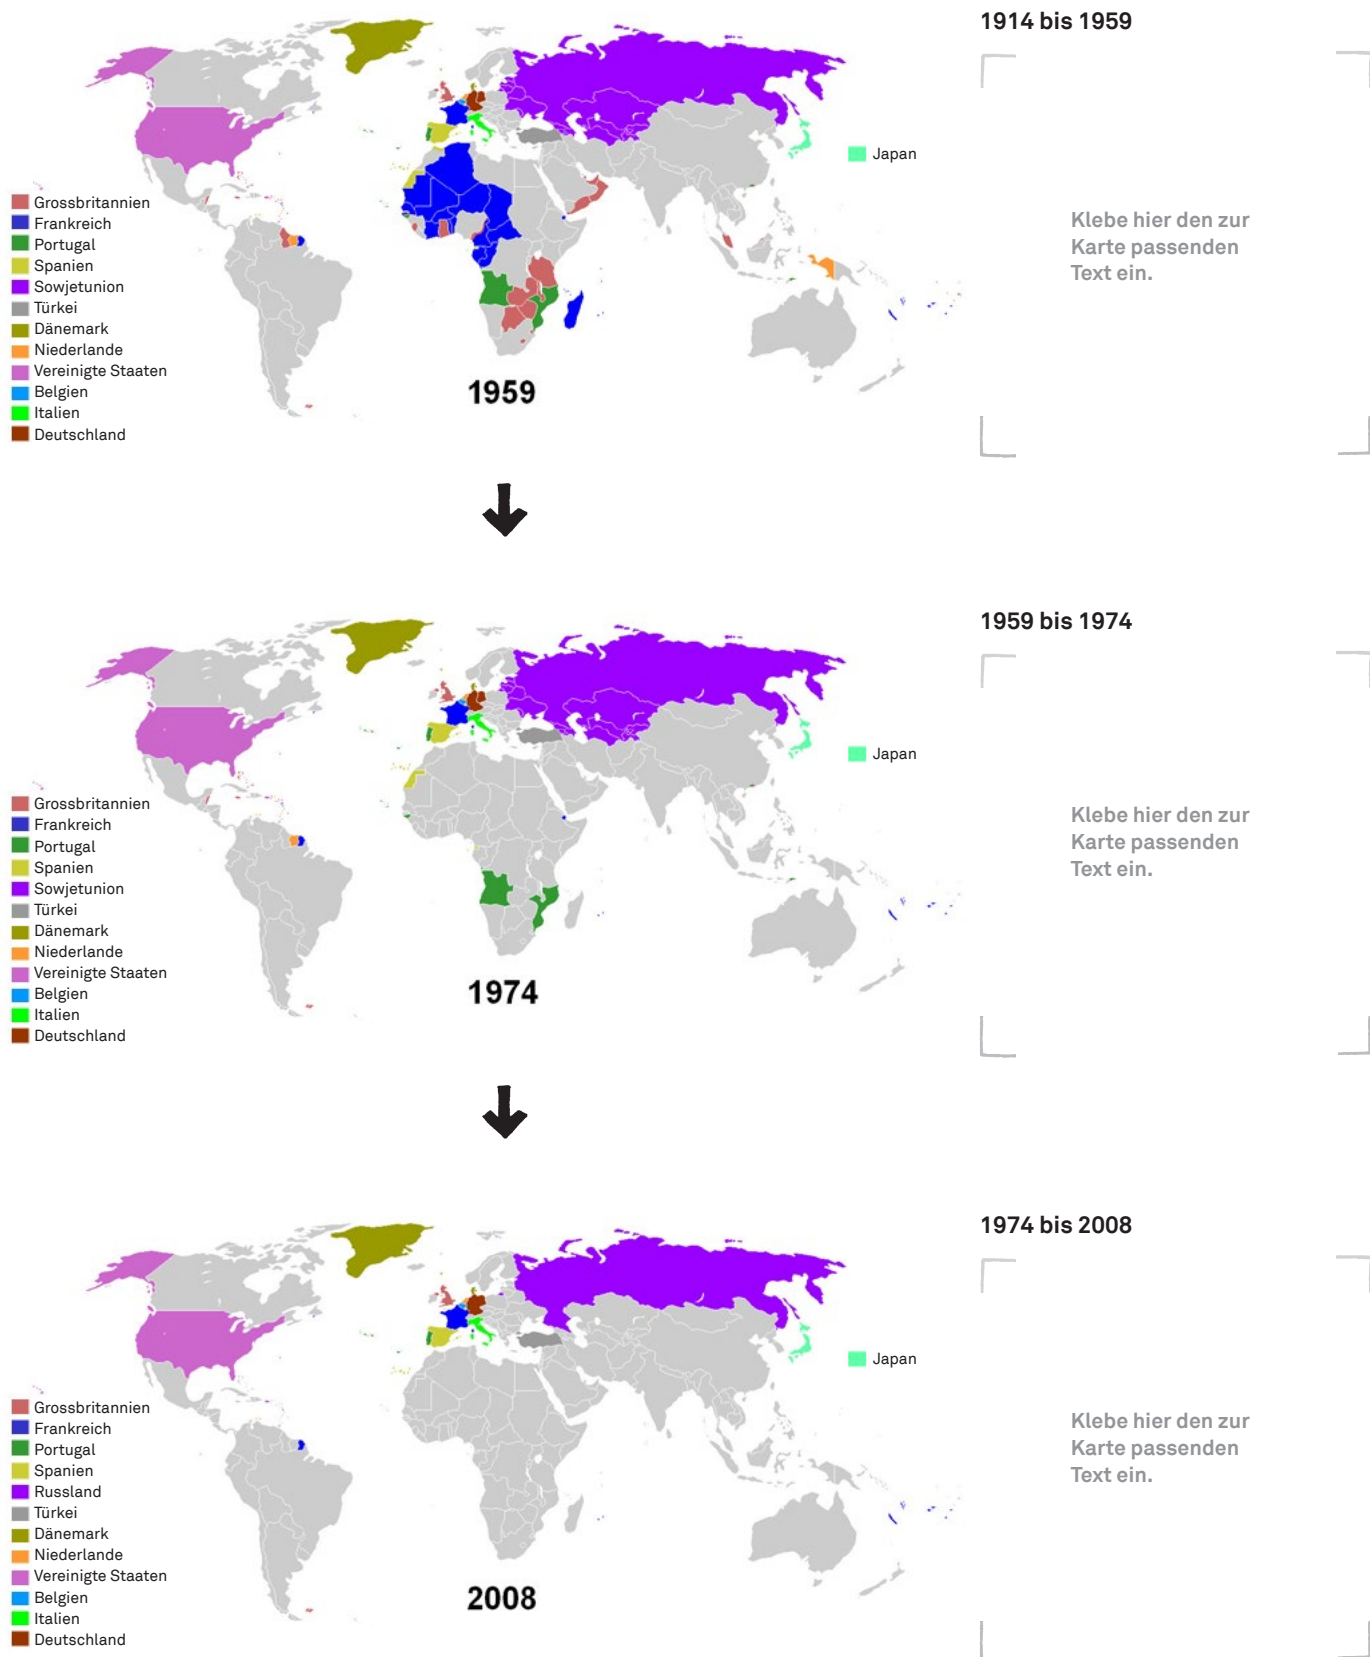 1914 bis 1959
Japan
Grossbritannien
Frankreich
Portugal
Spanien
Sowjetunion
Türkei
Dänemark
Niederlande
Vereinigte Staaten
Belgien
Italien
Deutschland
1959
Klebe hier den zur
Karte passenden
Text ein.
1959 bis 1974
Japan
Grossbritannien
Frankreich
Portugal
Spanien
Sowjetunion
Türkei
Dänemark
Niederlande
Vereinigte Staaten
Belgien
Italien
Deutschland
1974
Klebe hier den zur
Karte passenden
Text ein.
1974 bis 2008
Japan
Grossbritannien
Frankreich
Portugal
Spanien
Russland
Türkei
Dänemark
Niederlande
Vereinigte Staaten
Belgien
Italien
Deutschland
2008
Klebe hier den zur
Karte passenden
Text ein.